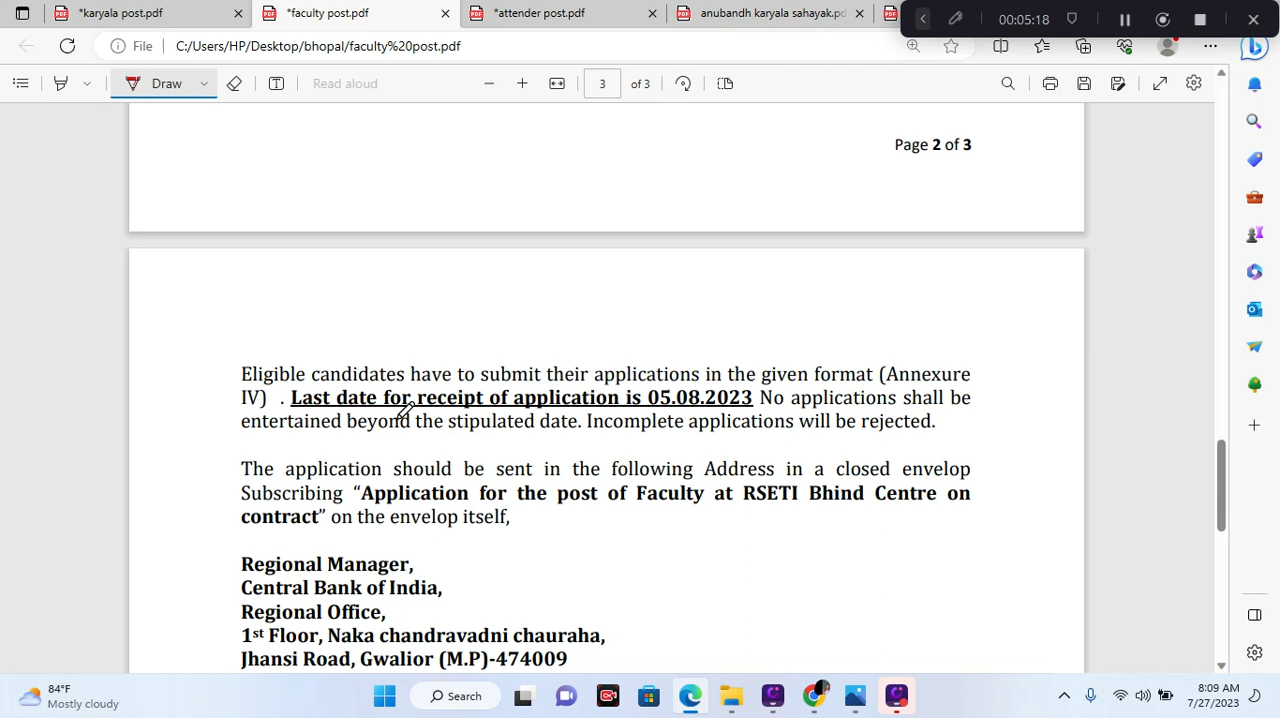 *karyala post.pdf
*faculty post.pdf
*attender post.pdf
anubandh karyala sahayak.pdf
00:05:18
File
C:/Users/HP/Desktop/bhopal/faculty%20post.pdf
Draw
Read aloud
3
of 3
Page 2 of 3
Eligible candidates have to submit their applications in the given format (Annexure
IV) . Last date for receipt of application is 05.08.2023 No applications shall be
entertained beyond the stipulated date. Incomplete applications will be rejected.
The application should be sent in the following Address in a closed envelop
Subscribing “Application for the post of Faculty at RSETI Bhind Centre on
contract” on the envelop itself,
Regional Manager,
Central Bank of India,
Regional Office,
1st Floor, Naka chandravadni chauraha,
Jhansi Road, Gwalior (M.P)-474009
84°F
Mostly cloudy
Search
8:09 AM
7/27/2023